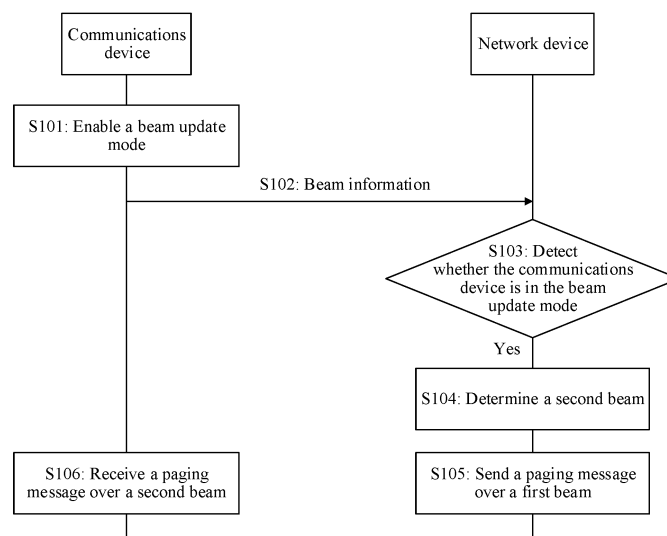 Communications
device
Network device
S101: Enable a beam update
mode
S102: Beam information
S103: Detect
whether the communications
device is in the beam
update mode
Yes
S104: Determine a second beam
S106: Receive a paging
message over a second beam
S105: Send a paging message
over a first beam